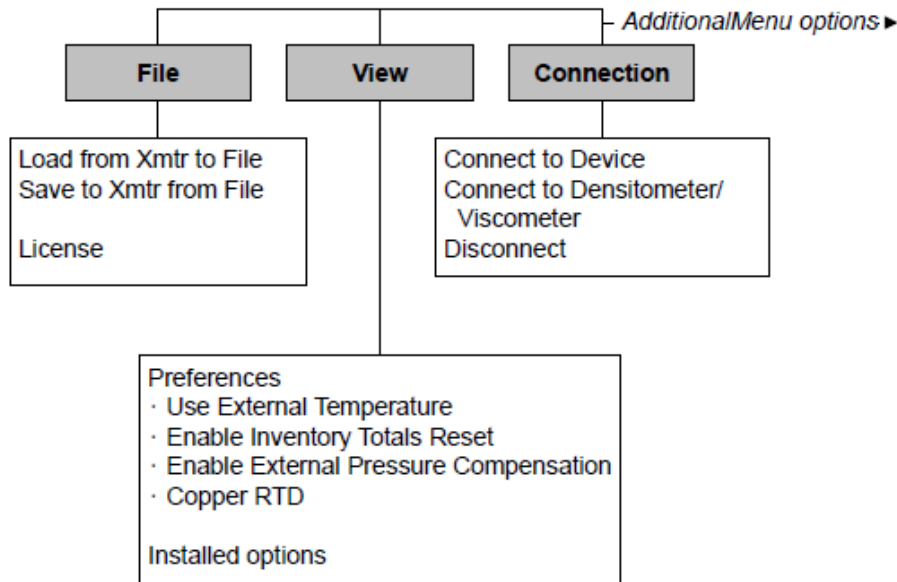 AdditionalMenu options
File
View
Connection
Load from Xmtr to File
Save to Xmtr from File
License
Connect to Device
Connect to Densitometer/
Viscometer
Disconnect
Preferences
· Use External Temperature
· Enable Inventory Totals Reset
· Enable External Pressure Compensation
· Copper RTD
Installed options